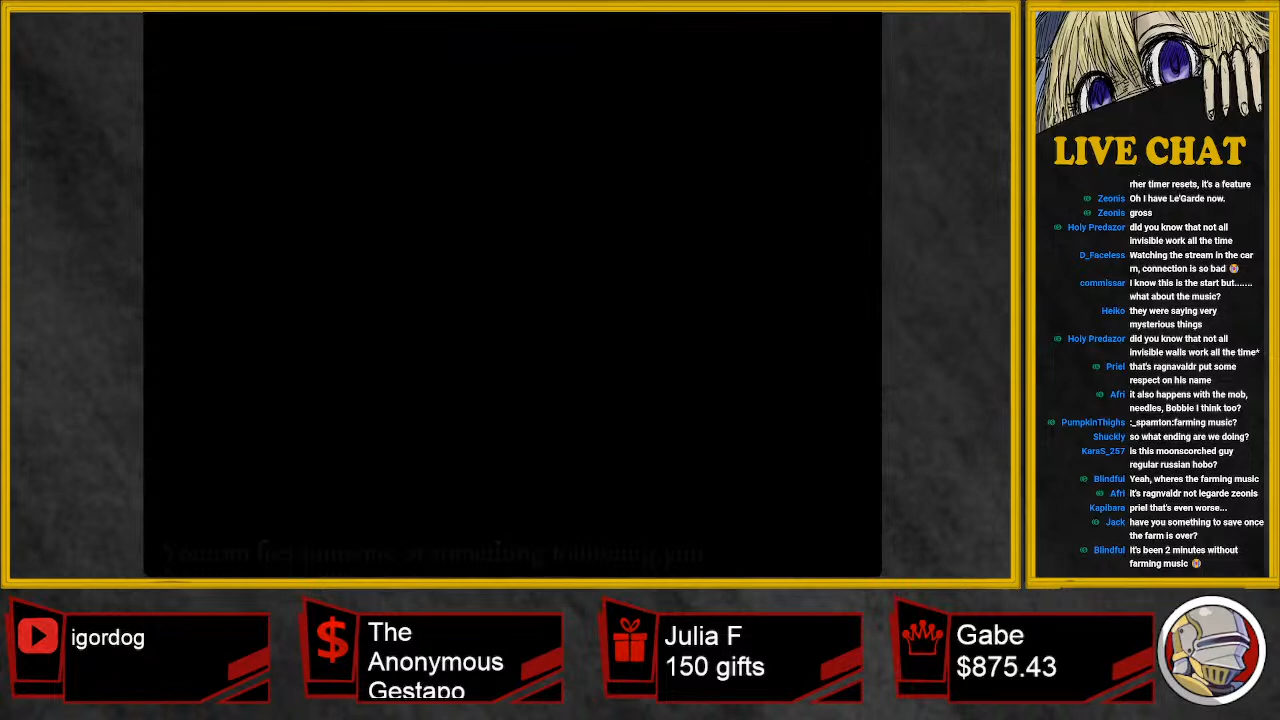 LIVE CHAT
rher timer resets, it's a feature
Zeonis Oh I have Le'Garde now.
Zeonis gross
Holy Predazor did you know that not all
invisible work all the time
D_Faceless Watching the stream in the car
rn, connection is so bad
commissar I know this is the start but......
what about the music?
Heiko they were saying very
mysterious things
Holy Predazor did you know that not all
invisible walls work all the time*
Priel that's ragnavaldr put some
respect on his name
Afri it also happens with the mob,
needles, Bobbie I think too?
PumpkinThighs :_spamton:farming music?
Shuckly so what ending are we doing?
KaraS_257 Is this moonscorched guy
regular russian hobo?
Blindful Yeah, wheres the farming music
Afri It's ragnvaldr not legarde zeonis
Kapibara priel that's even worse...
Jack have you something to save once
the farm is over?
Blindful It's been 2 minutes without
farming music
igordog
The
Anonymous
Gestapo
Julia F
150 gifts
Gabe
$875.43